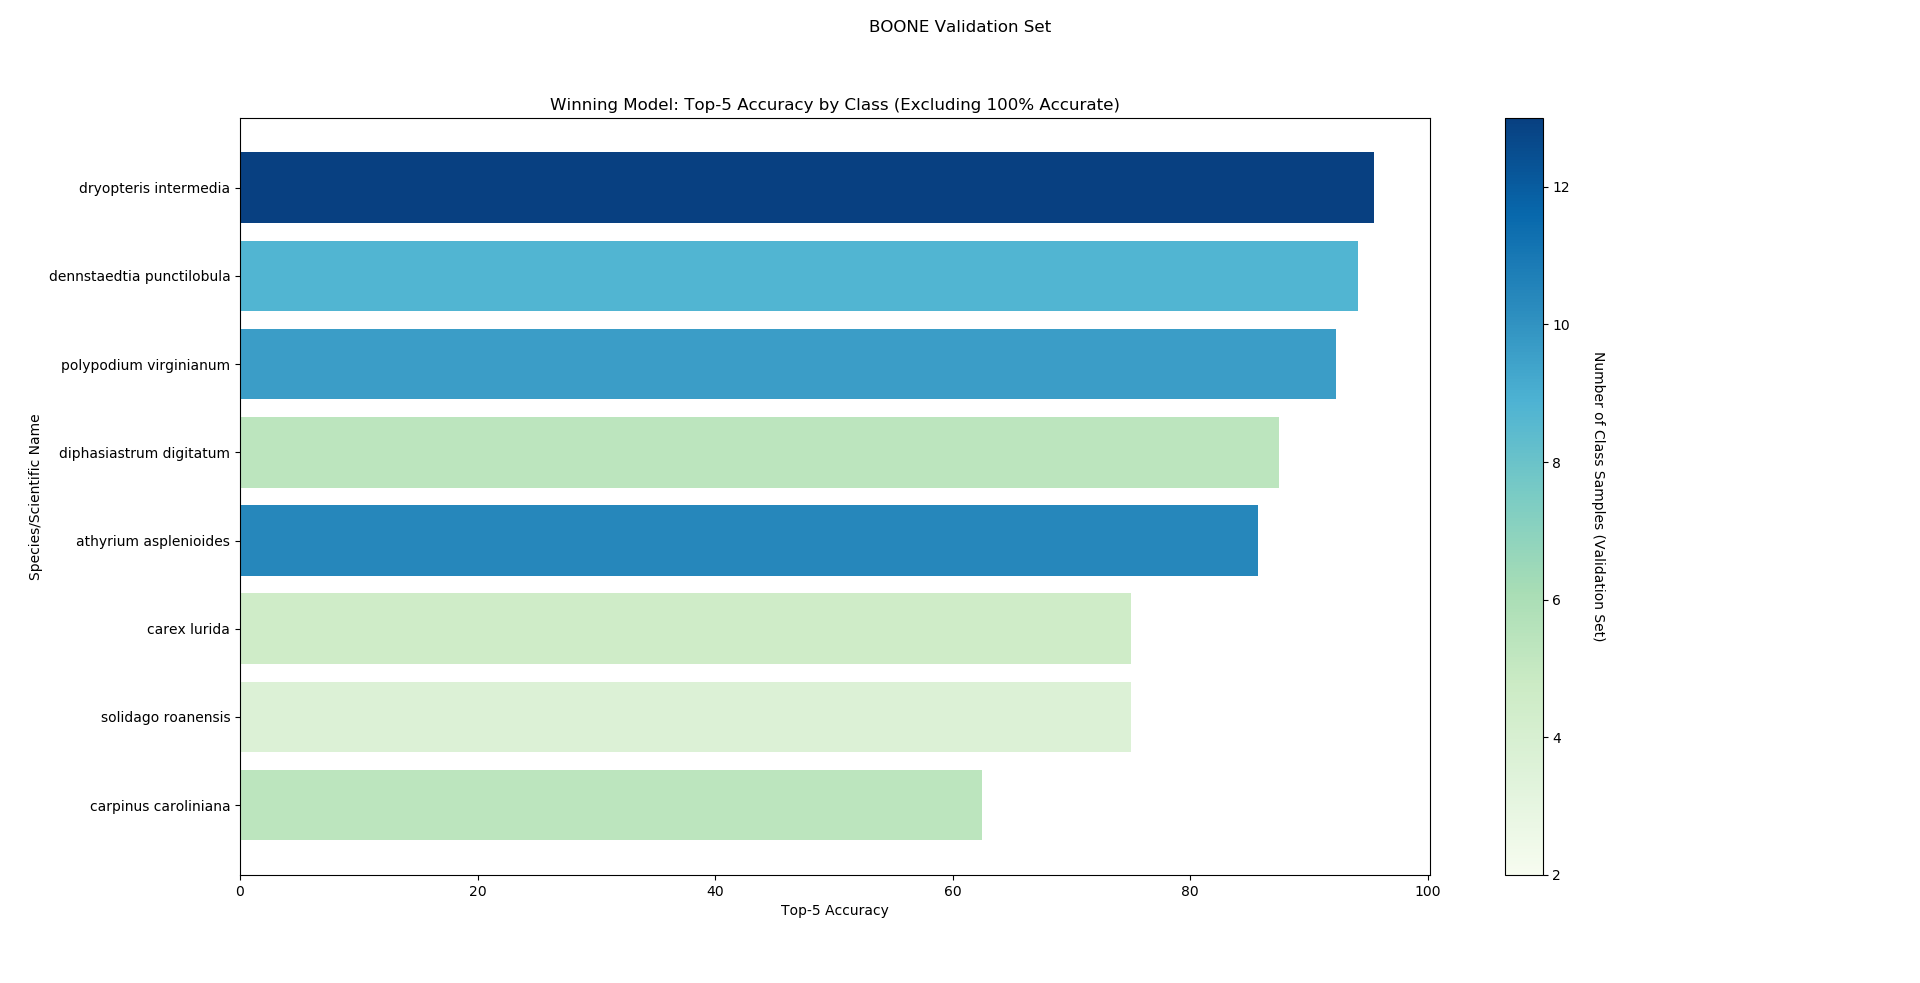 BOONE Validation Set
Winning Model: Top-5 Accuracy by Class (Excluding 100% Accurate)
Species/Scientific Name
dryopteris intermedia
dennstaedtia punctilobula
polypodium virginianum
diphasiastrum digitatum
athyrium asplenioides
carex lurida
solidago roanensis
carpinus caroliniana
0 20 40 60 80 100
Top-5 Accuracy
12
10
8
6
4
2
Number of Class Samples (Validation Set)